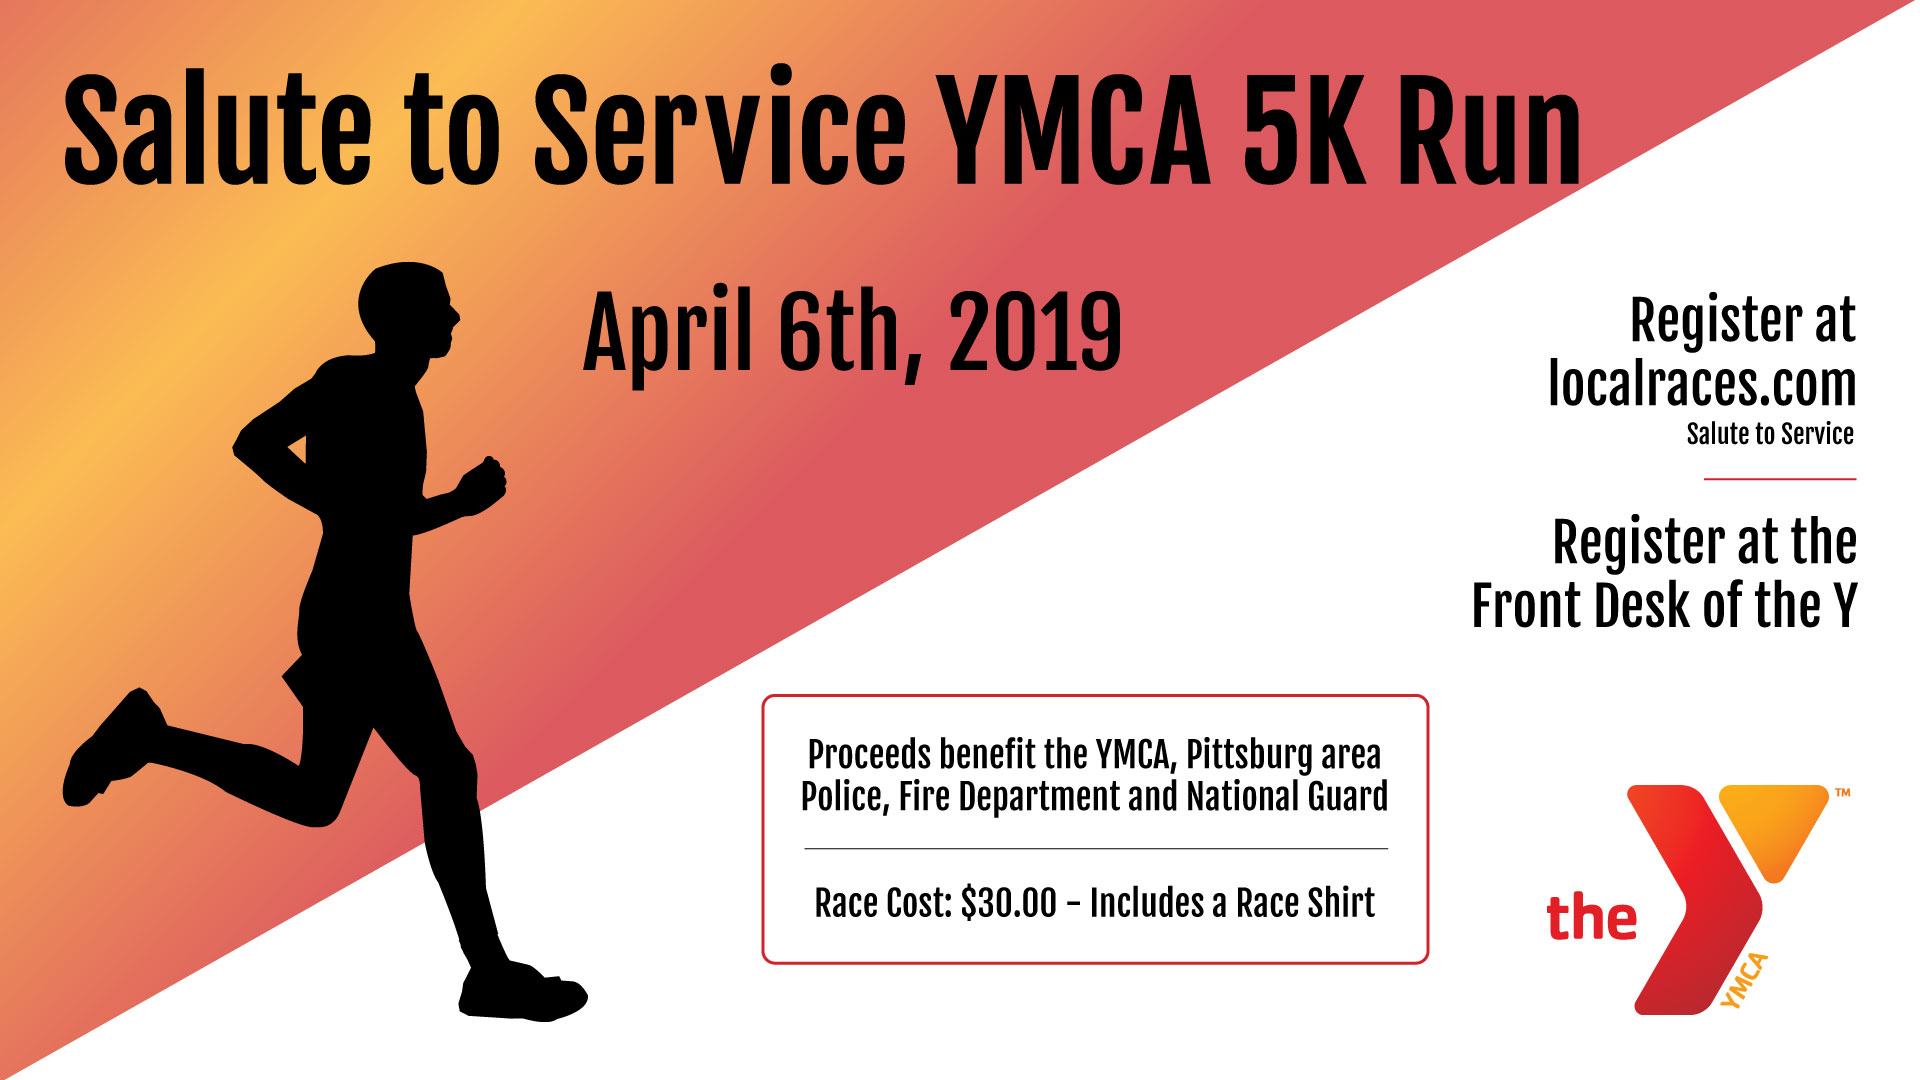 Salute to Service YMCA 5K Run
April 6th, 2019
Register at
localraces.com
Salute to Service
Register at the
Front Desk of the Y
Proceeds benefit the YMCA, Pittsburg area
Police, Fire Department and National Guard
Race Cost: $30.00 - Includes a Race Shirt
the Y™
YMCA